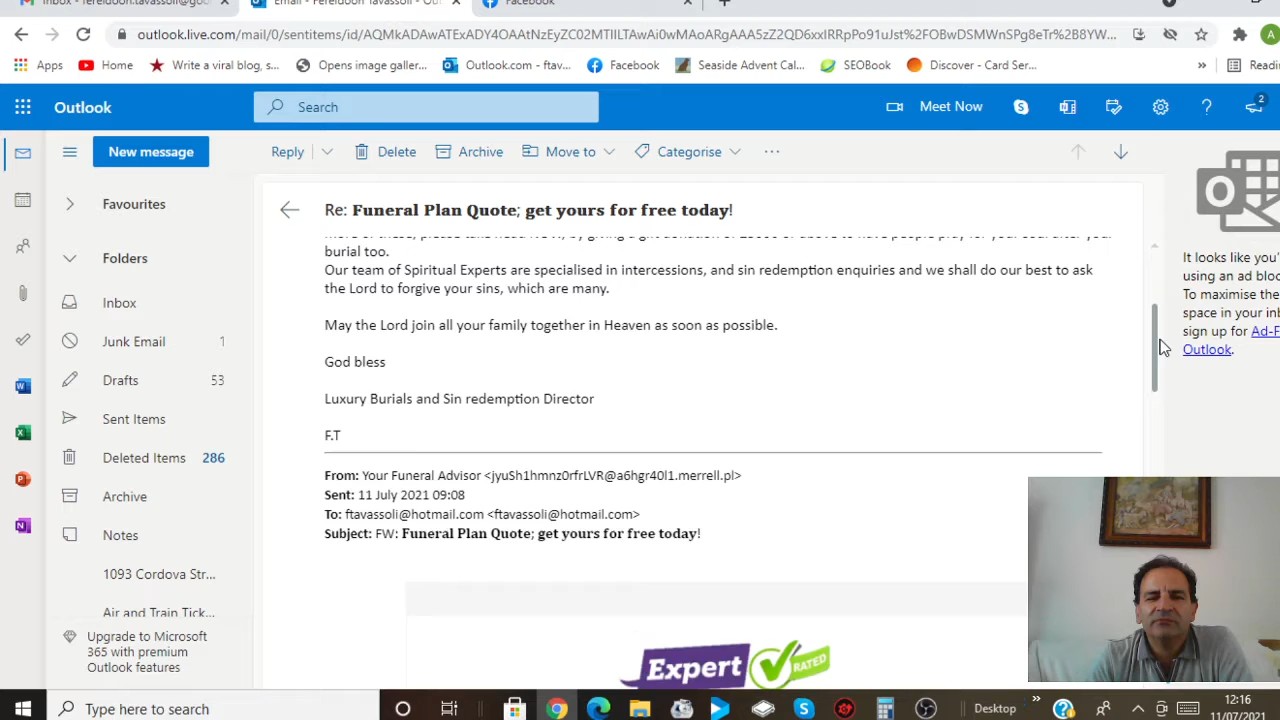 Inbox - fereidoon.tavassoli@goo
Email - Fereidoon Tavassoli - Out
Facebook
outlook.live.com/mail/0/sentitems/id/AQMkADAwATExADY4OAAtNzEyZC02MTIILTAwAi0wMAoARgAAA5zZ2QD6xxIRRpPo91uJst%2FOBwDSMWnSPg8eTr%2B8YW...
Apps
Home
Write a viral blog, s...
Opens image galler...
Outlook.com - ftav...
Facebook
Seaside Advent Cal...
SEOBook
Discover - Card Ser...
»
Readin
Outlook
Search
Meet Now
2
New message
Reply
Delete
Archive
Move to
Categorise
Favourites
Folders
Inbox
Junk Email 1
Drafts 53
Sent Items
Deleted Items 286
Archive
Notes
1093 Cordova Str...
Air and Train Tick...
Upgrade to Microsoft
365 with premium
Outlook features
Re: Funeral Plan Quote; get yours for free today!
burial too.
Our team of Spiritual Experts are specialised in intercessions, and sin redemption enquiries and we shall do our best to ask
the Lord to forgive your sins, which are many.
May the Lord join all your family together in Heaven as soon as possible.
God bless
Luxury Burials and Sin redemption Director
F.T
From: Your Funeral Advisor <jyuSh1hmnz0rfrLVR@a6hgr40l1.merrell.pl>
Sent: 11 July 2021 09:08
To: ftavassoli@hotmail.com <ftavassoli@hotmail.com>
Subject: FW: Funeral Plan Quote; get yours for free today!
Expert
RATED
It looks like you'
using an ad bloc
To maximise the
space in your inb
sign up for Ad-F
Outlook.
Type here to search
Desktop
12:16
11/07/2021